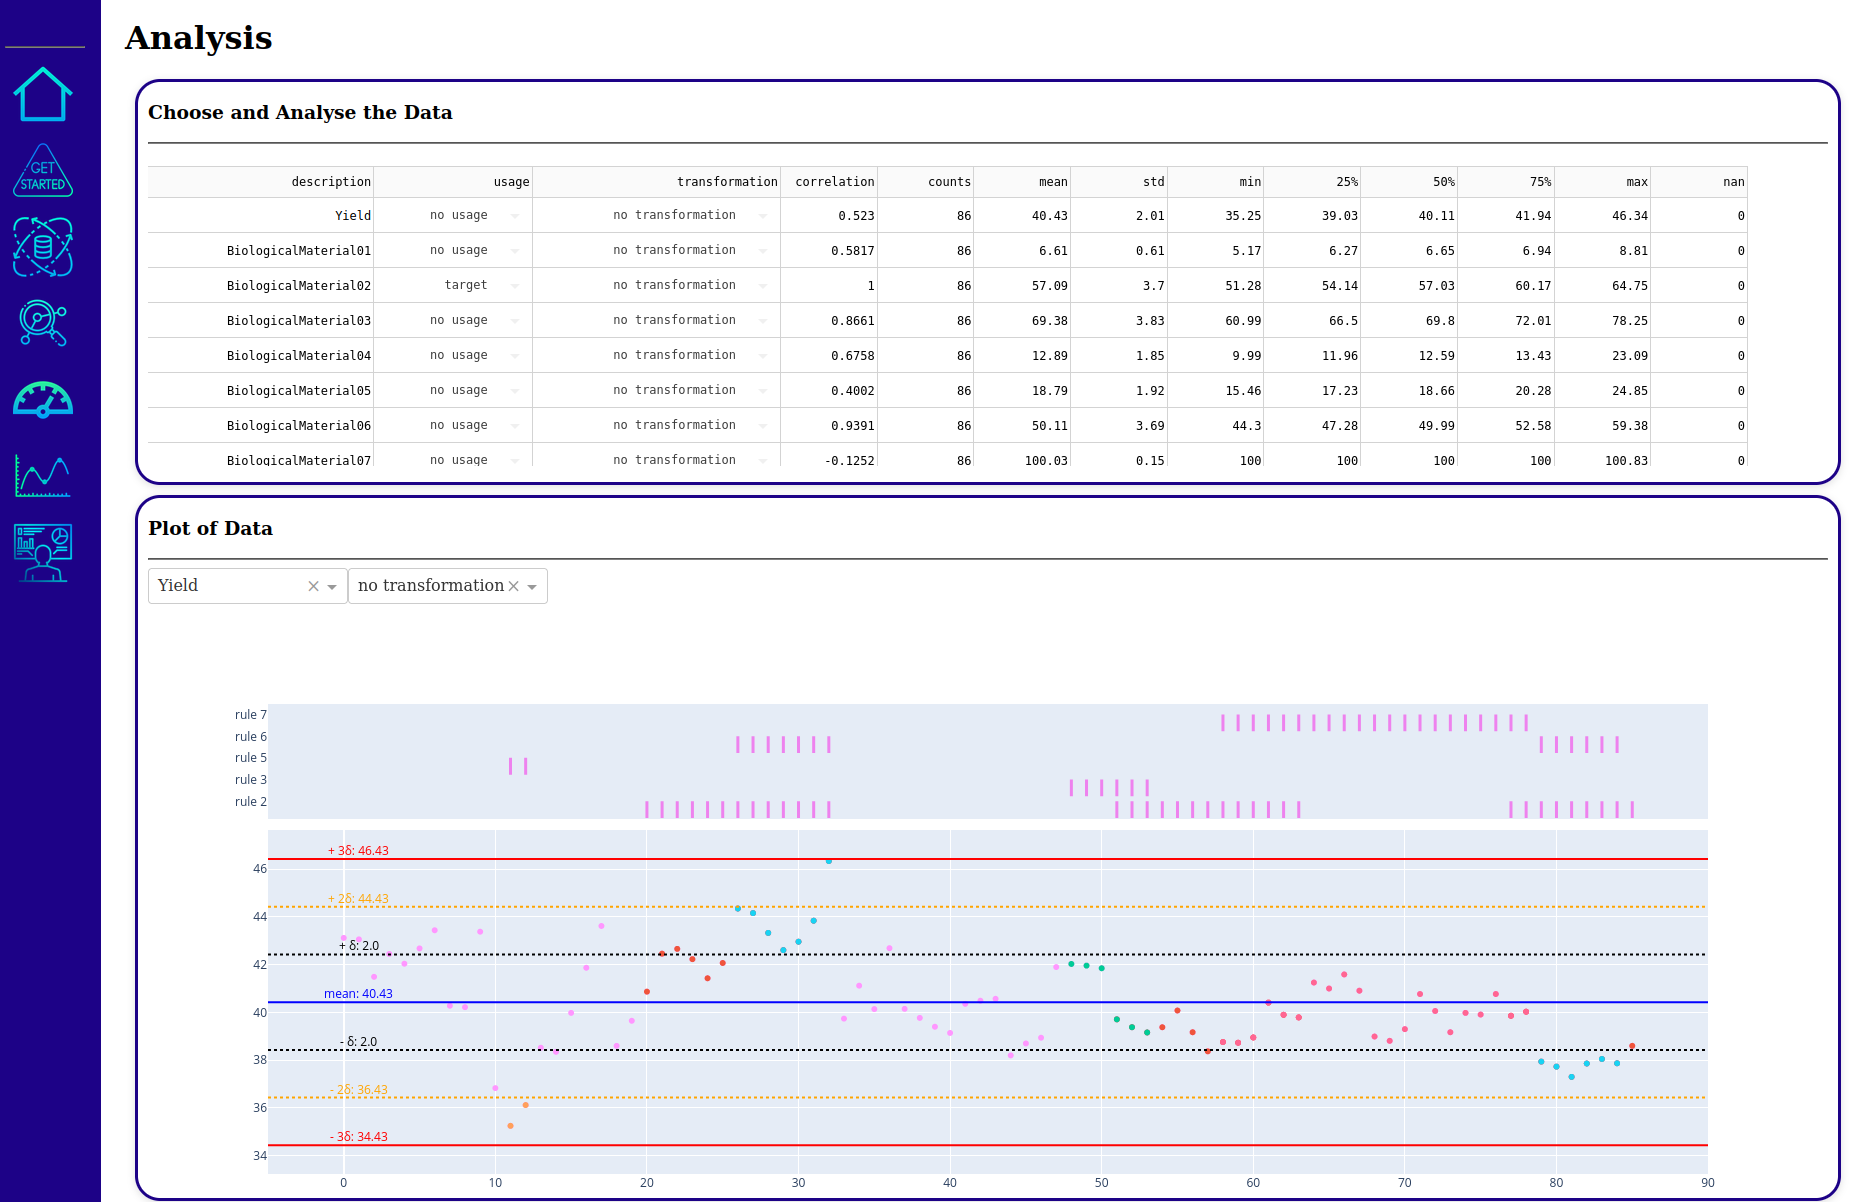 Analysis
GET
STARTED
Choose and Analyse the Data
description usage transformation correlation counts mean std min 25% 50% 75% max nan
Yield no usage no transformation 0.523 86 40.43 2.01 35.25 39.03 40.11 41.94 46.34 0
BiologicalMaterial01 no usage no transformation 0.5817 86 6.61 0.61 5.17 6.27 6.65 6.94 8.81 0
BiologicalMaterial02 target no transformation 1 86 57.09 3.7 51.28 54.14 57.03 60.17 64.75 0
BiologicalMaterial03 no usage no transformation 0.8661 86 69.38 3.83 60.99 66.5 69.8 72.01 78.25 0
BiologicalMaterial04 no usage no transformation 0.6758 86 12.89 1.85 9.99 11.96 12.59 13.43 23.09 0
BiologicalMaterial05 no usage no transformation 0.4002 86 18.79 1.92 15.46 17.23 18.66 20.28 24.85 0
BiologicalMaterial06 no usage no transformation 0.9391 86 50.11 3.69 44.3 47.28 49.99 52.58 59.38 0
BiologicalMaterial07 no usage no transformation -0.1252 86 100.03 0.15 100 100 100 100 100.83 0
Plot of Data
Yield × no transformation ×
rule 7
rule 6
rule 5
rule 3
rule 2
+ 3δ: 46.43
46
+ 2δ: 44.43
44
+ δ: 2.0
42
mean: 40.43
40
- δ: 2.0
38
- 2δ: 36.43
36
- 3δ: 34.43
34
0 10 20 30 40 50 60 70 80 90